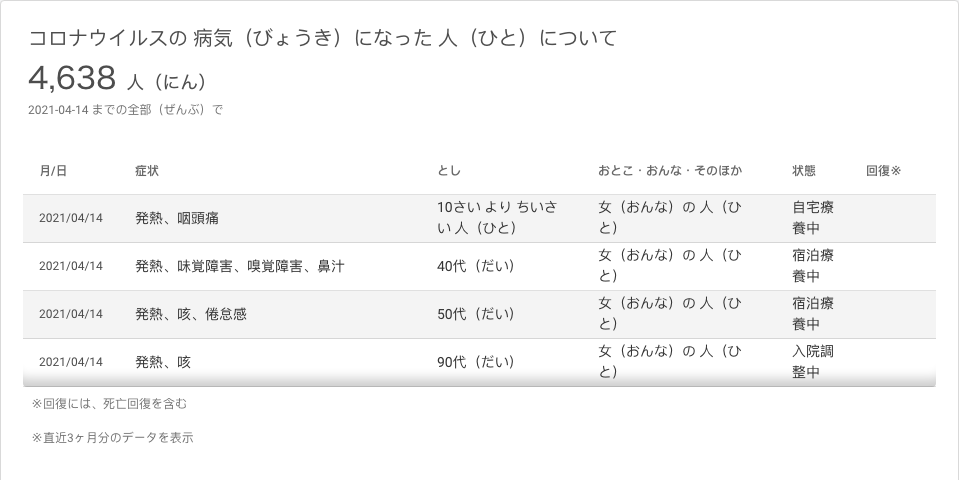 コロナウイルスの 病気（びょうき）になった 人（ひと）について
4,638 人（にん）
2021-04-14 までの全部（ぜんぶ）で
月/日 症状 とし おとこ・おんな・そのほか 状態 回復※
2021/04/14 発熱、咽頭痛 10さい より ちいさ 女（おんな）の 人（ひ 自宅療
い 人（ひと） と） 養中
2021/04/14 発熱、味覚障害、嗅覚障害、鼻汁 40代（だい） 女（おんな）の 人（ひ 宿泊療
と） 養中
2021/04/14 発熱、咳、倦怠感 50代（だい） 女（おんな）の 人（ひ 宿泊療
と） 養中
2021/04/14 発熱、咳 90代（だい） 女（おんな）の 人（ひ 入院調
と） 整中
※回復には、死亡回復を含む
※直近3ヶ月分のデータを表示